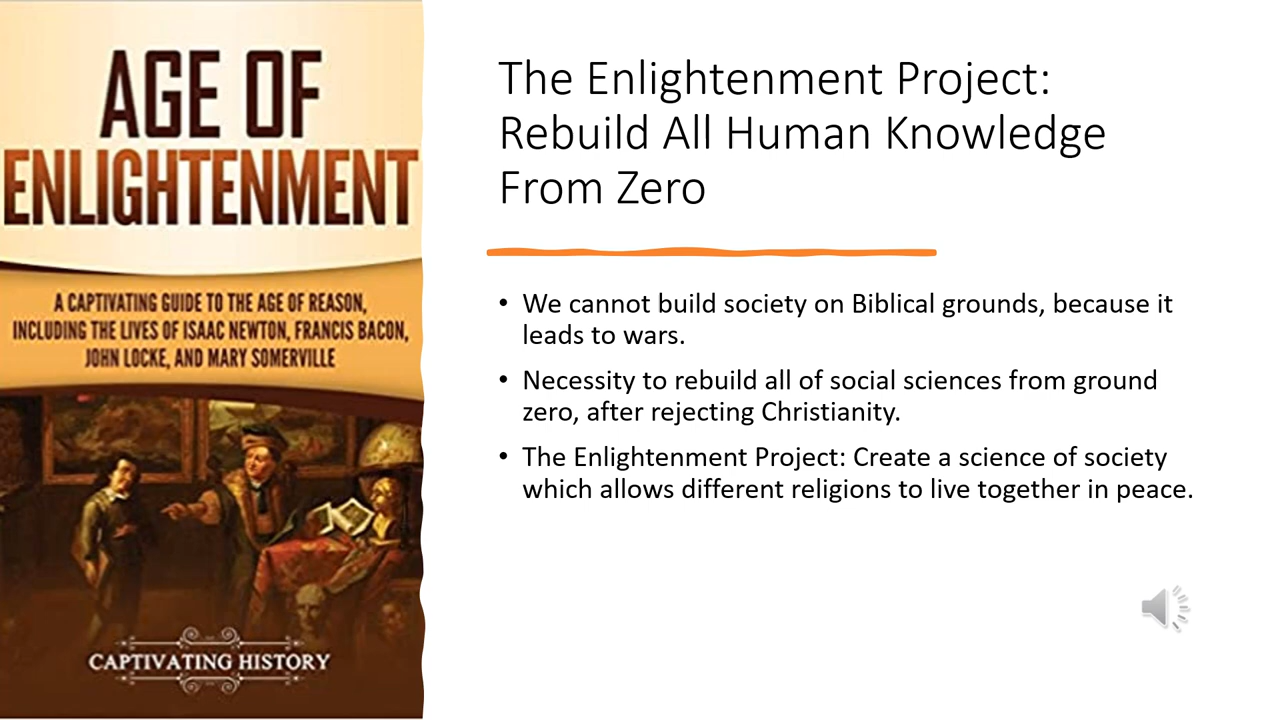 AGE OF
ENLIGHTENMENT
A CAPTIVATING GUIDE TO THE AGE OF REASON,
INCLUDING THE LIVES OF ISAAC NEWTON, FRANCIS BACON,
JOHN LOCKE, AND MARY SOMERVILLE
CAPTIVATING HISTORY
The Enlightenment Project:
Rebuild All Human Knowledge
From Zero
• We cannot build society on Biblical grounds, because it
leads to wars.
• Necessity to rebuild all of social sciences from ground
zero, after rejecting Christianity.
• The Enlightenment Project: Create a science of society
which allows different religions to live together in peace.